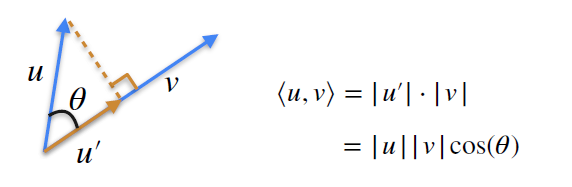 u
θ
v
u′
⟨u, v⟩ = |u′| · |v|
= |u||v|cos(θ)